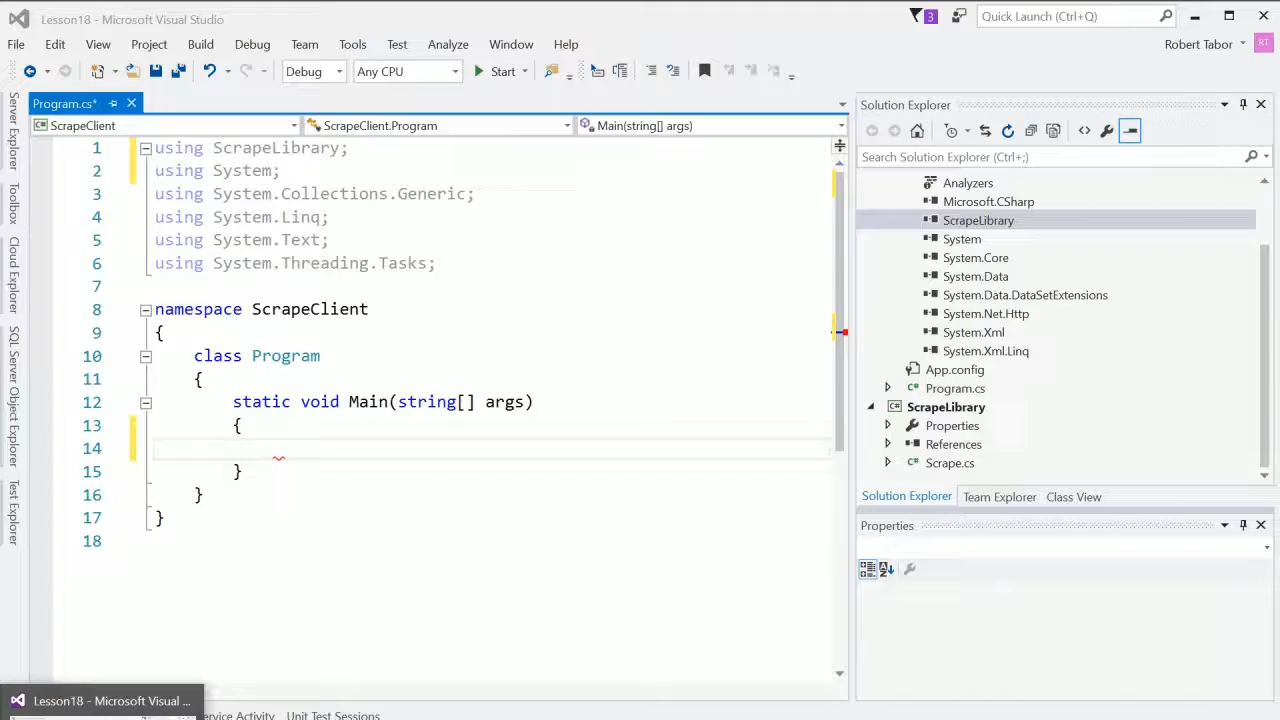 Lesson18 - Microsoft Visual Studio
3
Quick Launch (Ctrl+Q)
File Edit View Project Build Debug Team Tools Test Analyze Window Help
Robert Tabor
RT
Debug Any CPU Start
Server Explorer
Toolbox
Cloud Explorer
SQL Server Object Explorer
Test Explorer
Program.cs*
ScrapeClient ScrapeClient.Program Main(string[] args)
1 using ScrapeLibrary;
2 using System;
3 using System.Collections.Generic;
4 using System.Linq;
5 using System.Text;
6 using System.Threading.Tasks;
7
8 namespace ScrapeClient
9 {
10 class Program
11 {
12 static void Main(string[] args)
13 {
14
15 }
16 }
17 }
18
Solution Explorer
Search Solution Explorer (Ctrl+;)
Analyzers
Microsoft.CSharp
ScrapeLibrary
System
System.Core
System.Data
System.Data.DataSetExtensions
System.Net.Http
System.Xml
System.Xml.Linq
App.config
Program.cs
ScrapeLibrary
Properties
References
Scrape.cs
Solution Explorer Team Explorer Class View
Properties
Lesson18 - Microsoft Visual ...
ervice Activity Unit Test Sessions